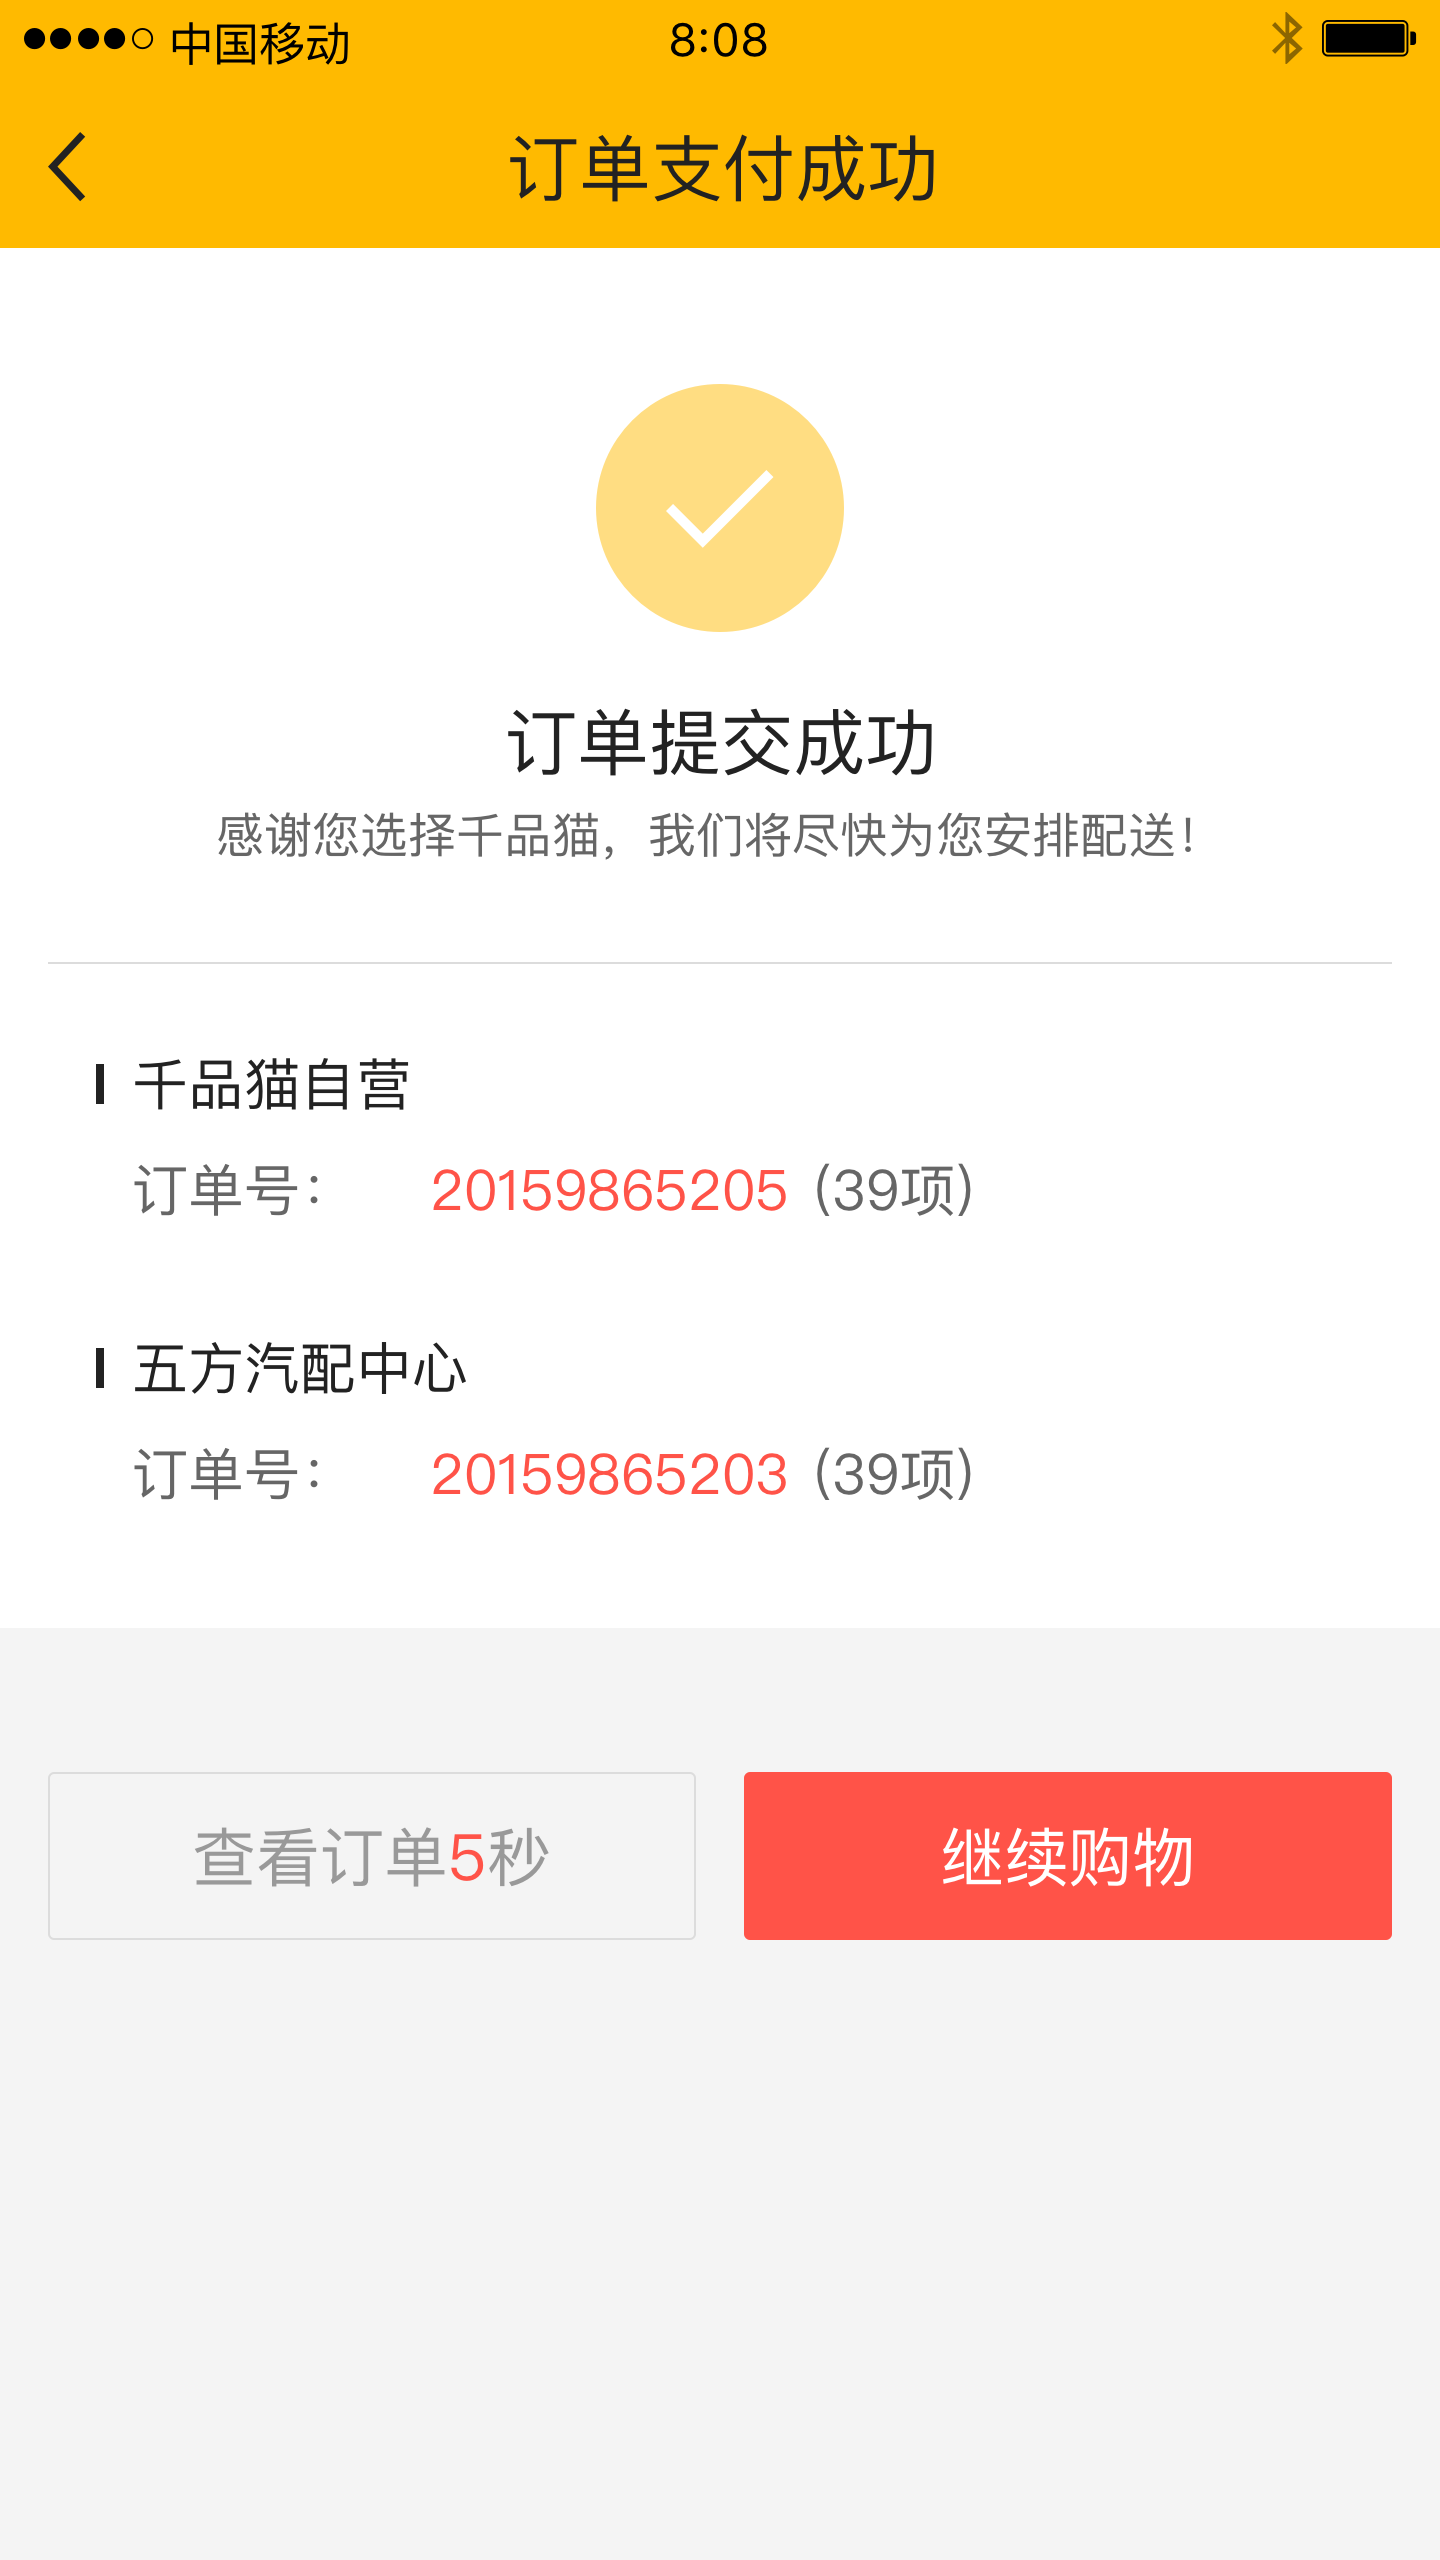 中国移动 8:08
订单支付成功
订单提交成功
感谢您选择千品猫，我们将尽快为您安排配送！
千品猫自营
订单号： 20159865205 (39项)
五方汽配中心
订单号： 20159865203 (39项)
查看订单5秒 继续购物